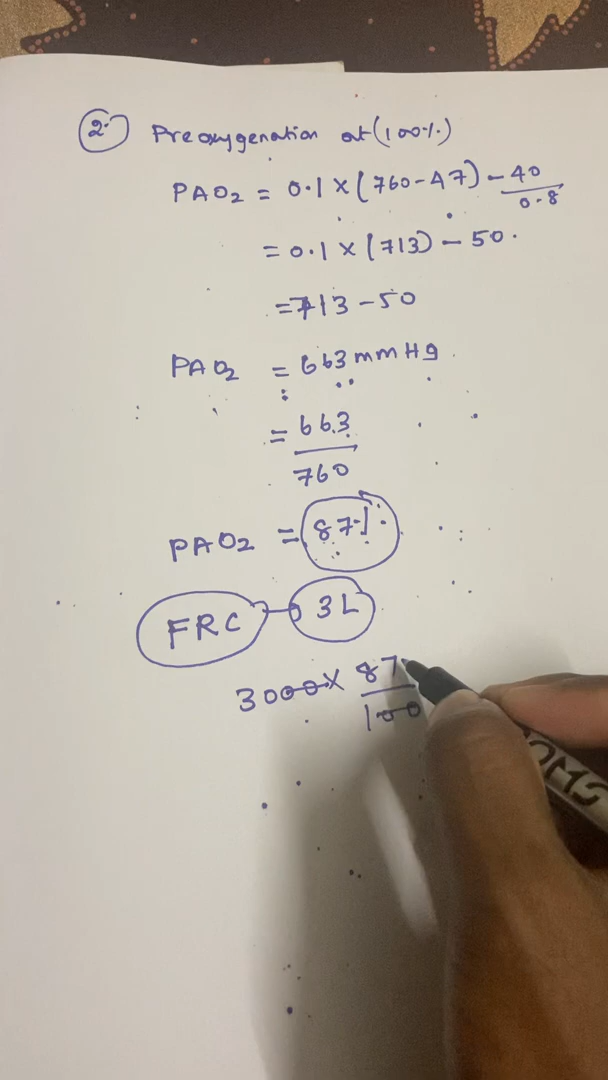 2. Preoxygenation at (100%)
PAO2 = 0.1 × (760-47) - 40/0.8
= 0.1 × (713) - 50.
= 713 - 50
PAO2 = 663 mmHg
= 663/760
PAO2 = 87%
FRC → 3L
3000 × 87/100